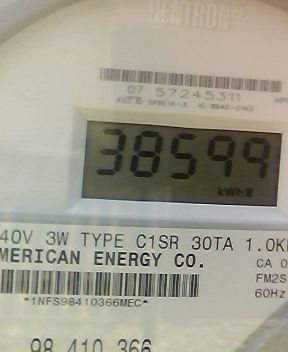 CENTRON
07 57245311
38599
kWh
40V 3W TYPE C1SR 30TA 1.0K
MERICAN ENERGY CO.
CA 0
FM2S
60Hz
*1NFS98410366MEC*
98 410 366